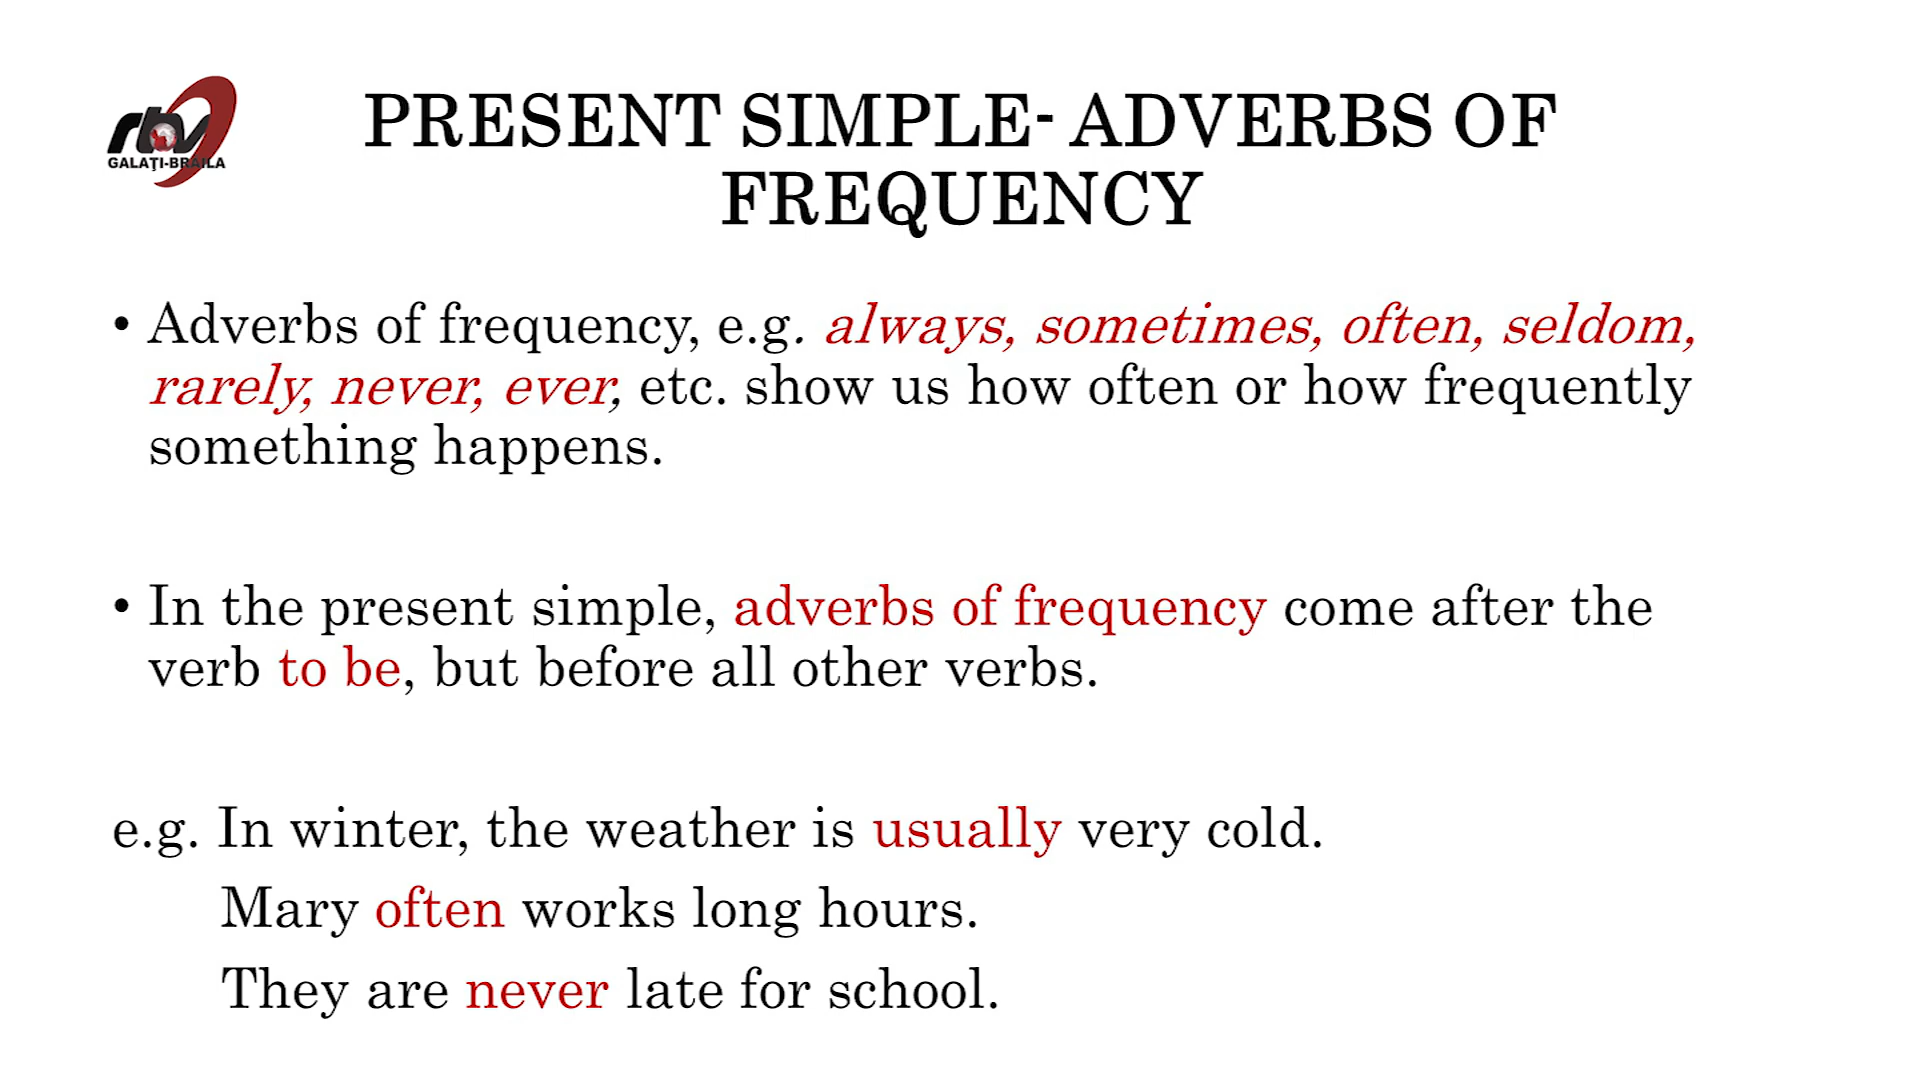 rtv
GALAŢI-BRAILA
PRESENT SIMPLE- ADVERBS OF
FREQUENCY
• Adverbs of frequency, e.g. always, sometimes, often, seldom,
rarely, never, ever, etc. show us how often or how frequently
something happens.
• In the present simple, adverbs of frequency come after the
verb to be, but before all other verbs.
e.g. In winter, the weather is usually very cold.
Mary often works long hours.
They are never late for school.